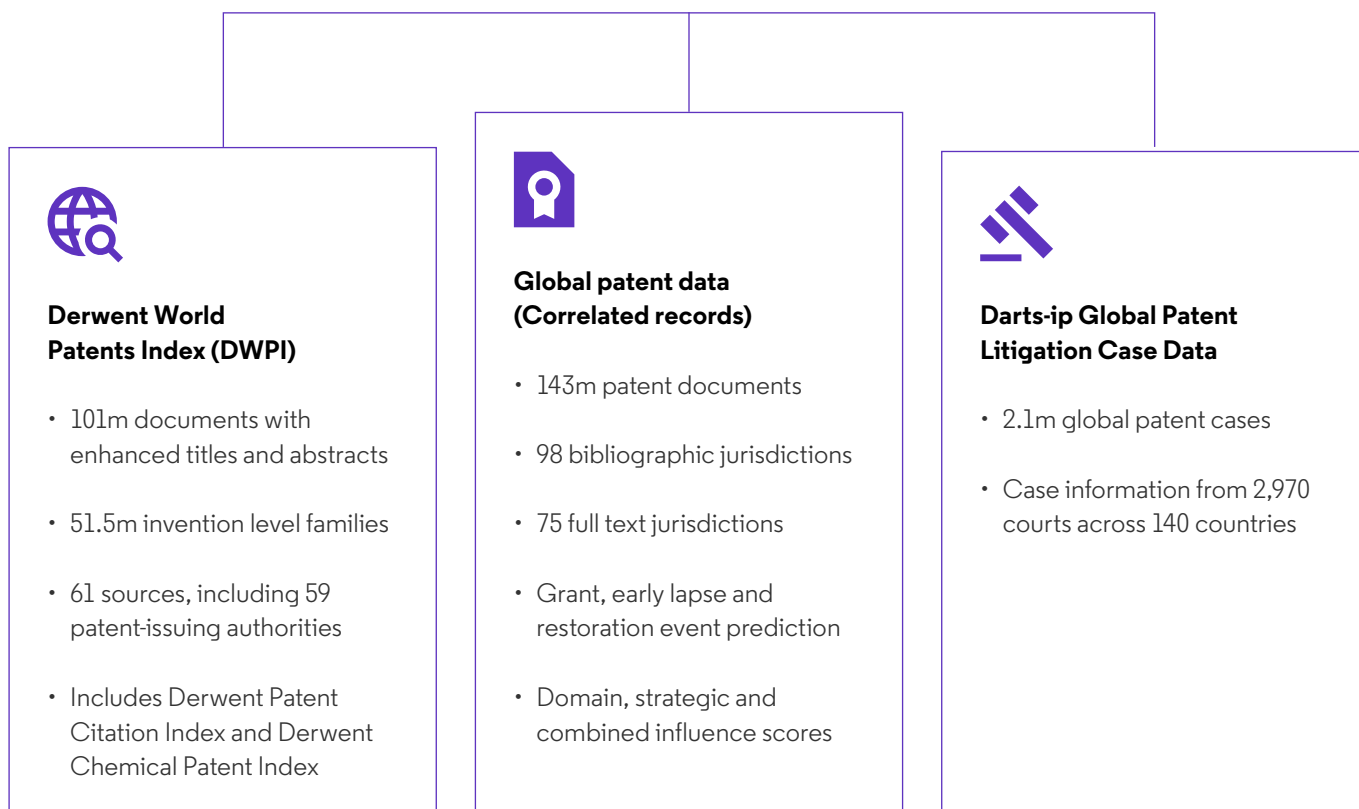 Derwent World
Patents Index (DWPI)
• 101m documents with
enhanced titles and abstracts
• 51.5m invention level families
• 61 sources, including 59
patent-issuing authorities
• Includes Derwent Patent
Citation Index and Derwent
Chemical Patent Index
Global patent data
(Correlated records)
• 143m patent documents
• 98 bibliographic jurisdictions
• 75 full text jurisdictions
• Grant, early lapse and
restoration event prediction
• Domain, strategic and
combined influence scores
Darts-ip Global Patent
Litigation Case Data
• 2.1m global patent cases
• Case information from 2,970
courts across 140 countries